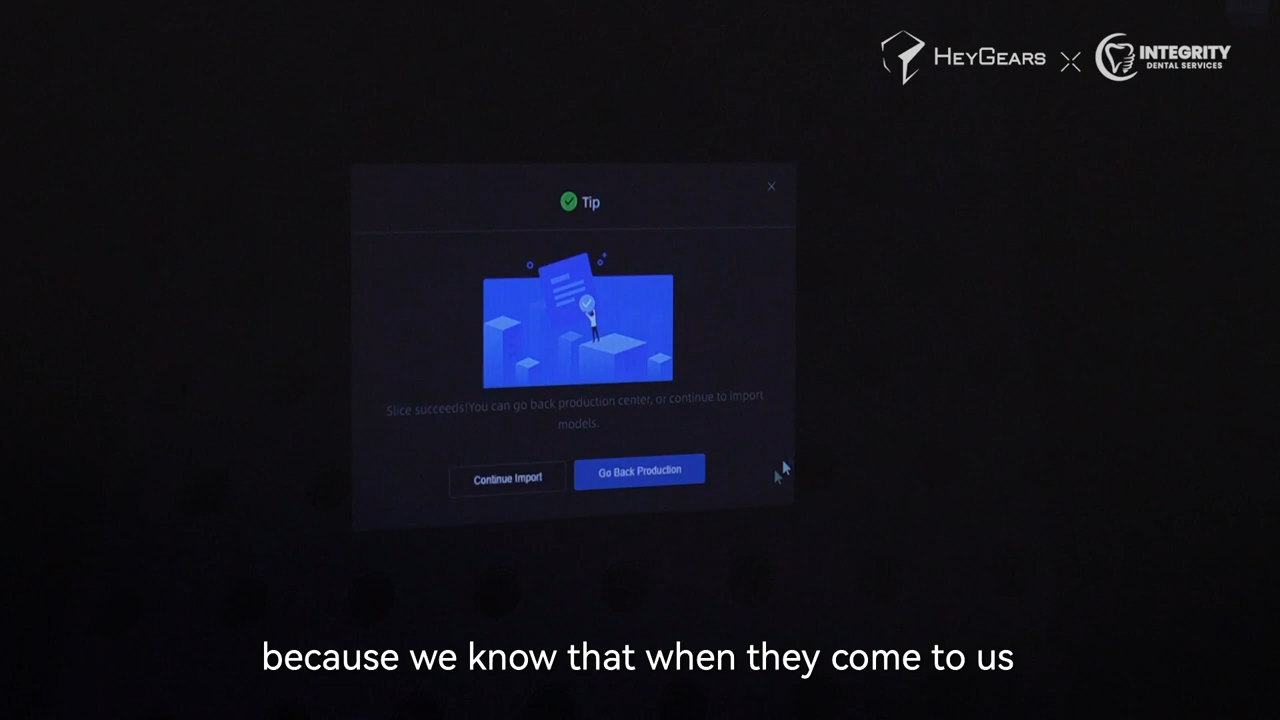 HEYGEARS
INTEGRITY
DENTAL SERVICES
Tip
Slice succeeds!You can go back production center, or continue to import
models.
Continue Import
Go Back Production
because we know that when they come to us